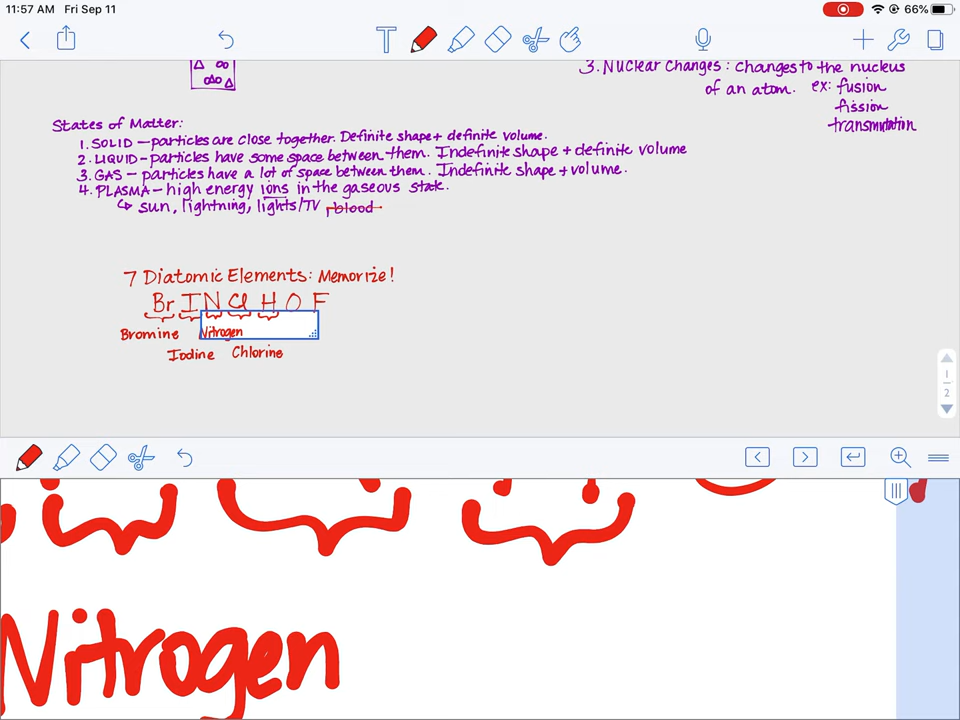 11:57 AM Fri Sep 11
66%
T
3. Nuclear Changes: changes to the nucleus
of an atom. ex: fusion
fission
transmutation
States of Matter:
1. SOLID – particles are close together. Definite shape + definite volume.
2. LIQUID – particles have some space between them. Indefinite shape + definite volume
3. GAS – particles have a lot of space between them. Indefinite shape + volume.
4. PLASMA – high energy ions in the gaseous state.
↳ sun, lightning, lights/TV blood
7 Diatomic Elements: Memorize!
Br I N Cl H O F
Bromine Nitrogen
Iodine Chlorine
1
2
Nitrogen